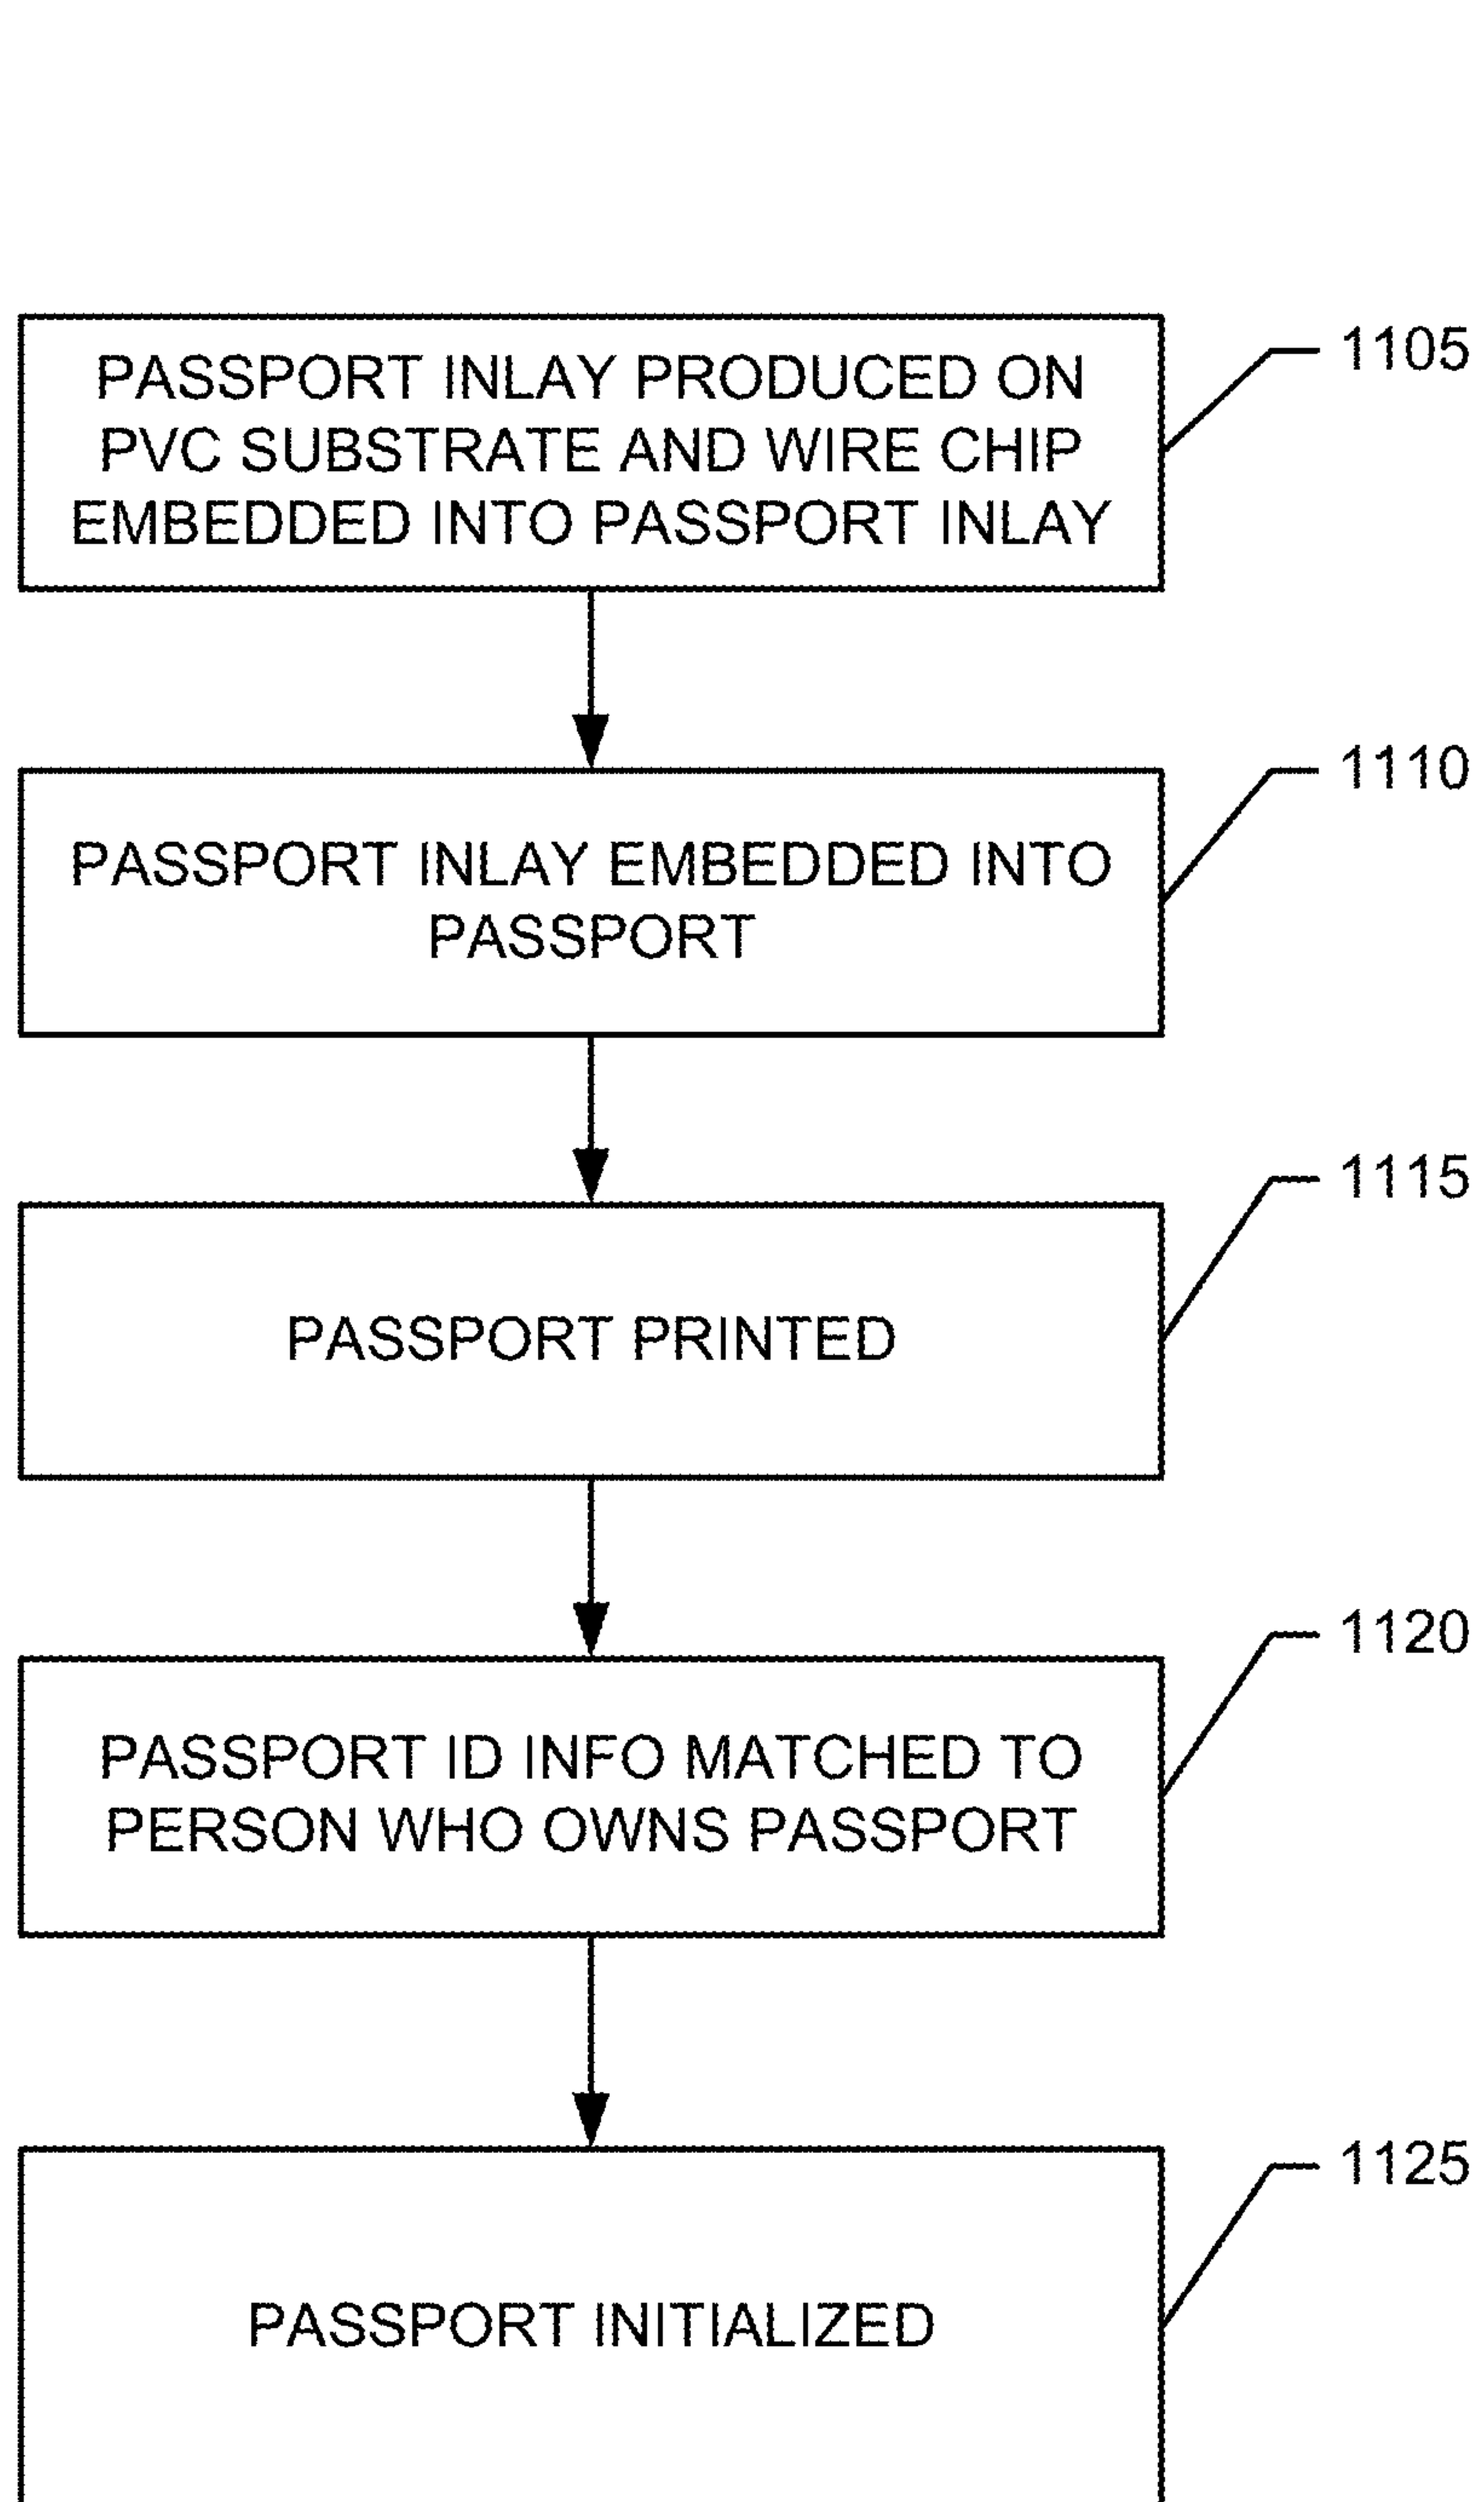 PASSPORT INLAY PRODUCED ON
PVC SUBSTRATE AND WIRE CHIP
EMBEDDED INTO PASSPORT INLAY
1105
PASSPORT INLAY EMBEDDED INTO
PASSPORT
1110
PASSPORT PRINTED
1115
PASSPORT ID INFO MATCHED TO
PERSON WHO OWNS PASSPORT
1120
PASSPORT INITIALIZED
1125